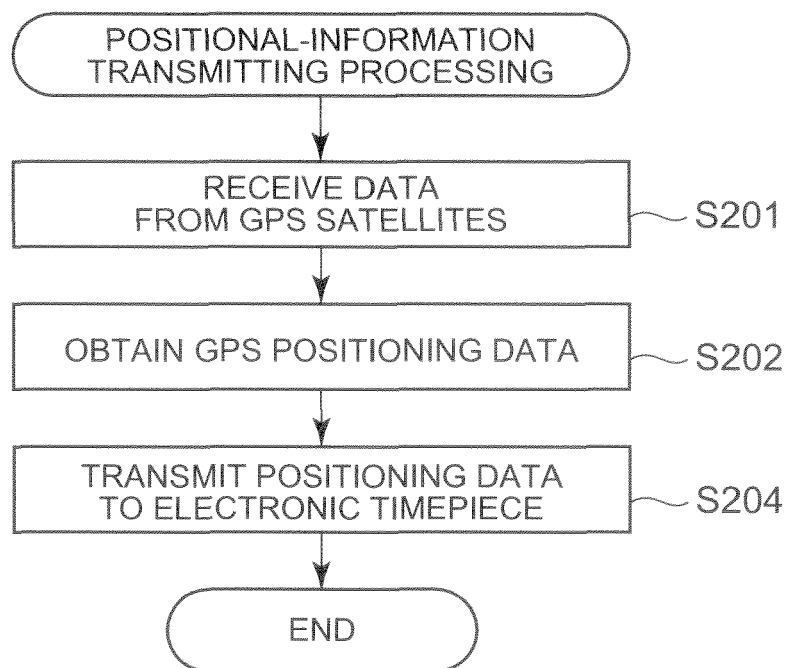 POSITIONAL-INFORMATION
TRANSMITTING PROCESSING
RECEIVE DATA
FROM GPS SATELLITES
S201
OBTAIN GPS POSITIONING DATA
S202
TRANSMIT POSITIONING DATA
TO ELECTRONIC TIMEPIECE
S204
END